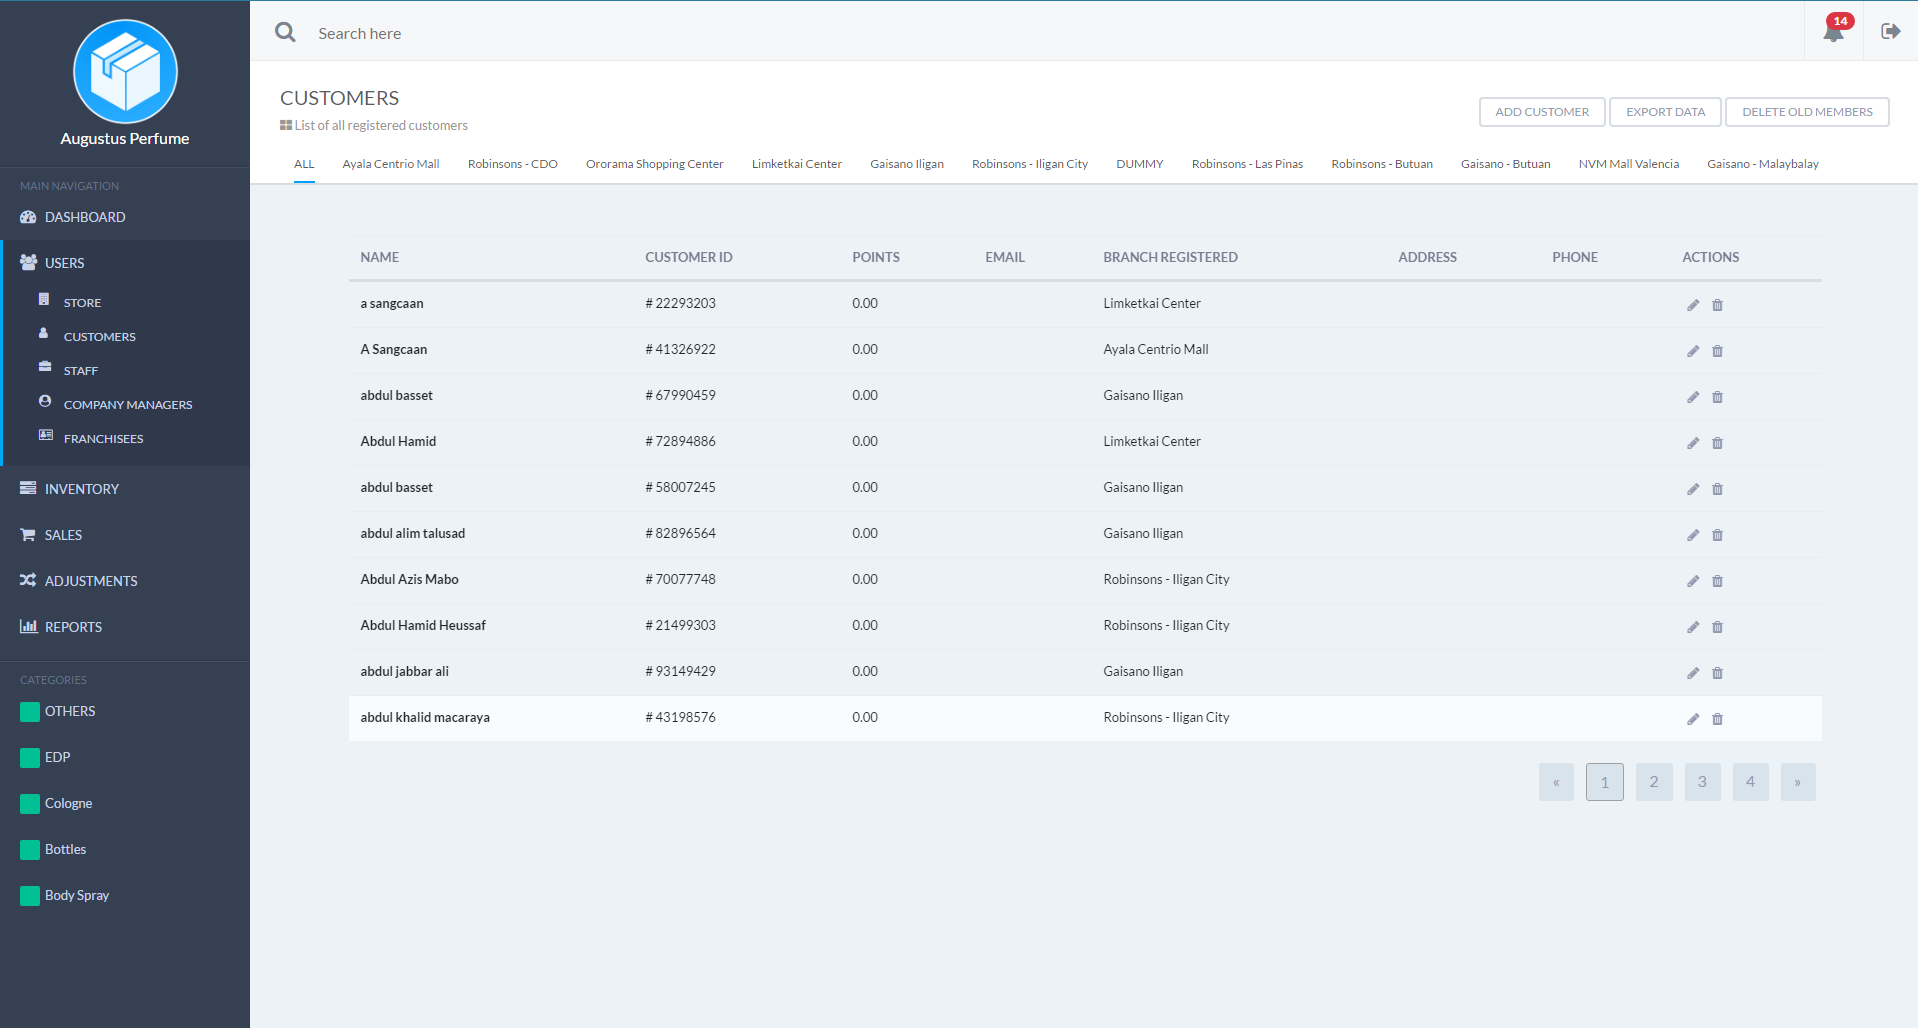 Augustus Perfume
MAIN NAVIGATION
DASHBOARD
USERS
STORE
CUSTOMERS
STAFF
COMPANY MANAGERS
FRANCHISEES
INVENTORY
SALES
ADJUSTMENTS
REPORTS
CATEGORIES
OTHERS
EDP
Cologne
Bottles
Body Spray
Search here
14
CUSTOMERS
List of all registered customers
ADD CUSTOMER EXPORT DATA DELETE OLD MEMBERS
ALL Ayala Centrio Mall Robinsons - CDO Ororama Shopping Center Limketkai Center Gaisano Iligan Robinsons - Iligan City DUMMY Robinsons - Las Pinas Robinsons - Butuan Gaisano - Butuan NVM Mall Valencia Gaisano - Malaybalay
NAME CUSTOMER ID POINTS EMAIL BRANCH REGISTERED ADDRESS PHONE ACTIONS
a sangcaan # 22293203 0.00 Limketkai Center
A Sangcaan # 41326922 0.00 Ayala Centrio Mall
abdul basset # 67990459 0.00 Gaisano Iligan
Abdul Hamid # 72894886 0.00 Limketkai Center
abdul basset # 58007245 0.00 Gaisano Iligan
abdul alim talusad # 82896564 0.00 Gaisano Iligan
Abdul Azis Mabo # 70077748 0.00 Robinsons - Iligan City
Abdul Hamid Heussaf # 21499303 0.00 Robinsons - Iligan City
abdul jabbar ali # 93149429 0.00 Gaisano Iligan
abdul khalid macaraya # 43198576 0.00 Robinsons - Iligan City
« 1 2 3 4 »